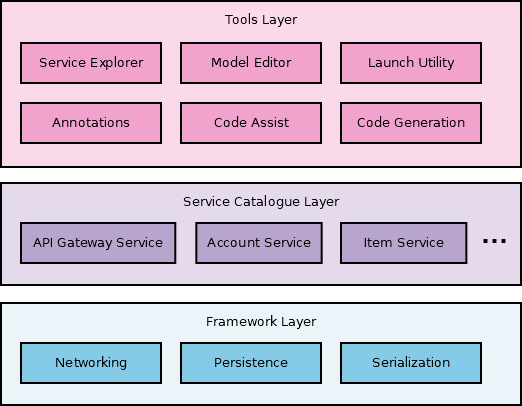 Tools Layer
Service Explorer
Model Editor
Launch Utility
Annotations
Code Assist
Code Generation
Service Catalogue Layer
API Gateway Service
Account Service
Item Service
...
Framework Layer
Networking
Persistence
Serialization